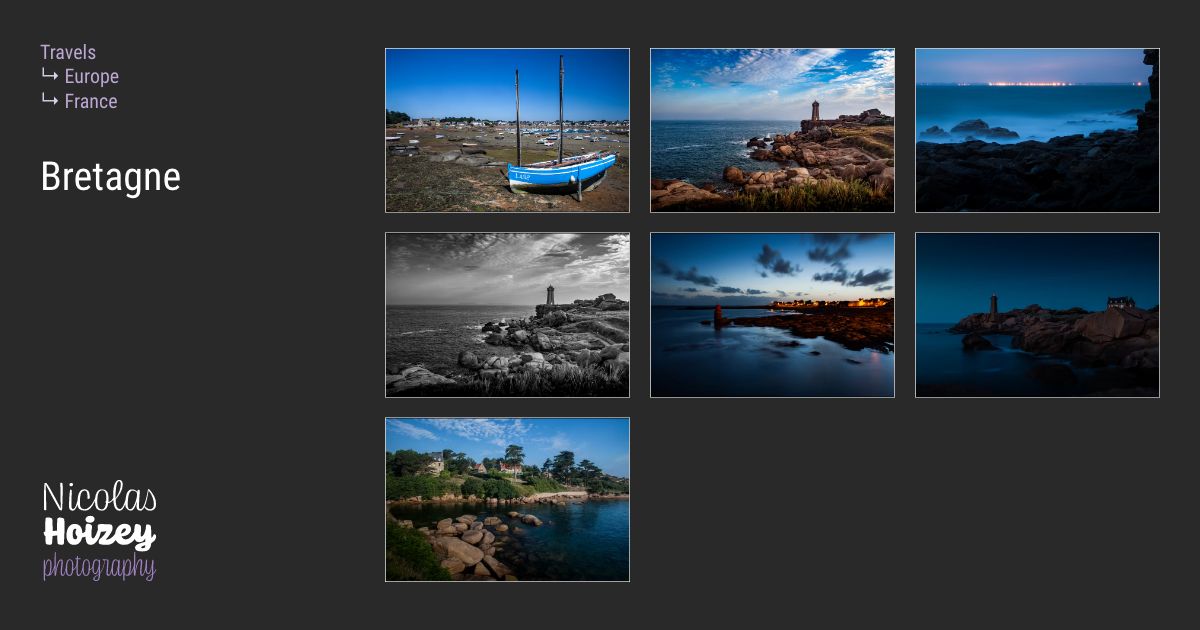 Travels
↳ Europe
↳ France
Bretagne
Nicolas
Hoizey
photography